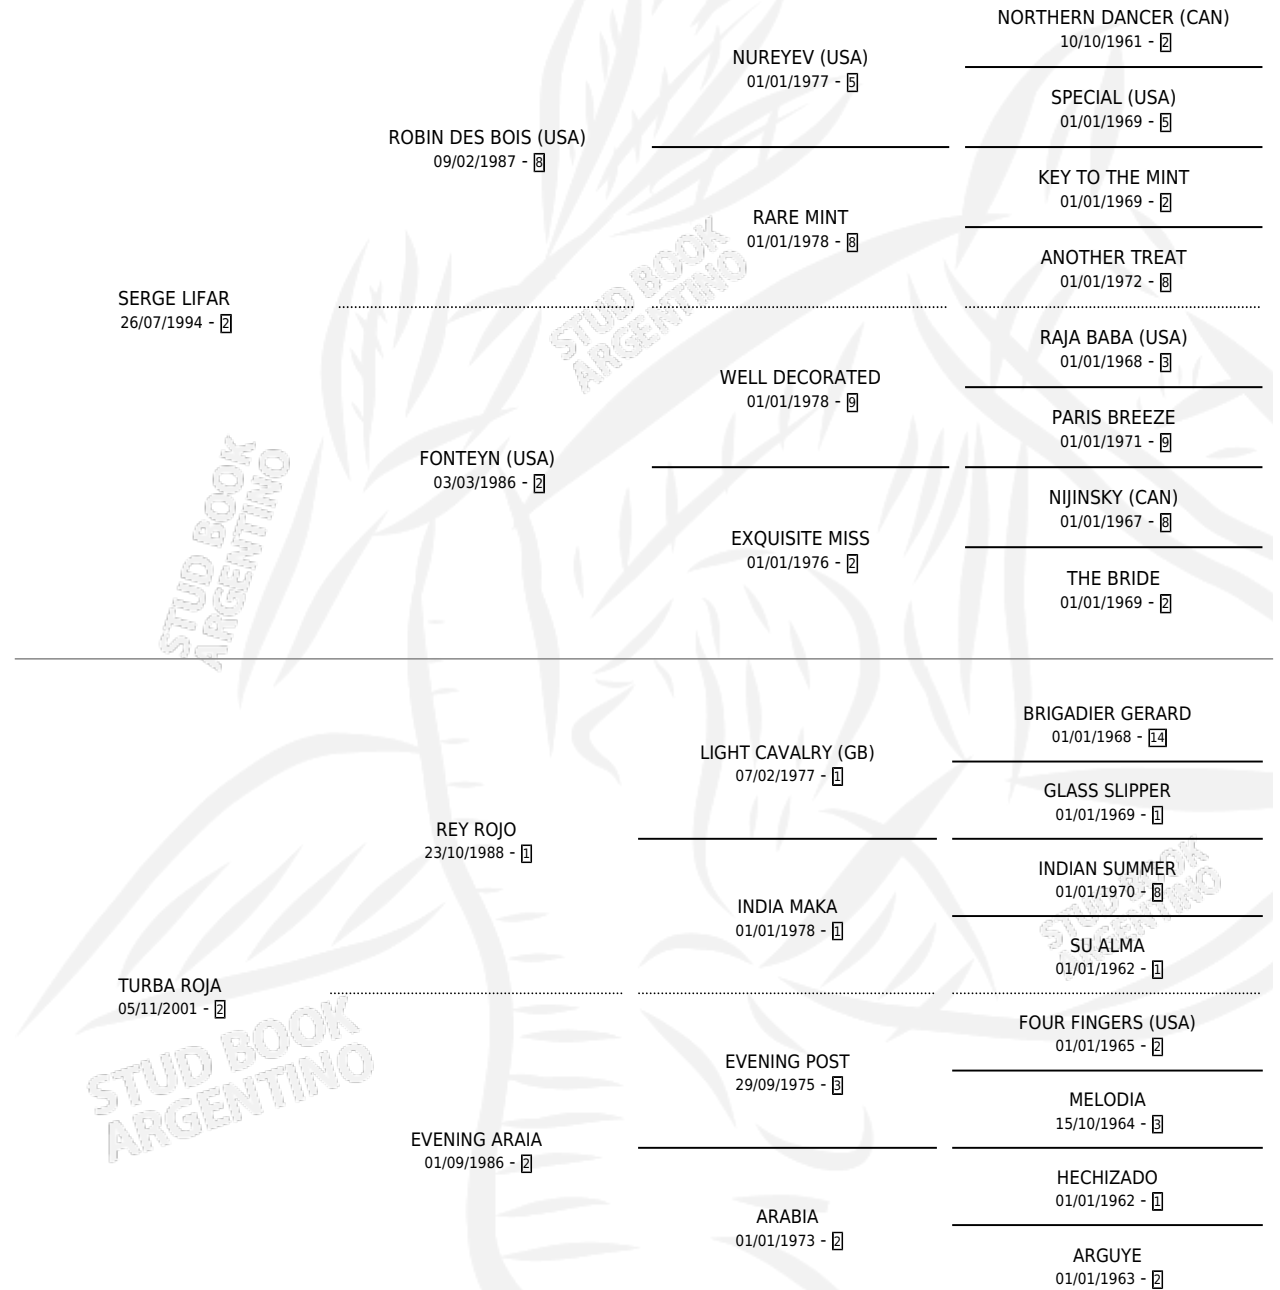 NORTHERN DANCER (CAN)
10/10/1961 - 2
NUREYEV (USA)
01/01/1977 - 5
SPECIAL (USA)
01/01/1969 - 5
ROBIN DES BOIS (USA)
09/02/1987 - 8
KEY TO THE MINT
01/01/1969 - 2
RARE MINT
01/01/1978 - 8
ANOTHER TREAT
01/01/1972 - 8
SERGE LIFAR
26/07/1994 - 2
STUD BOOK
ARGENTINO
RAJA BABA (USA)
01/01/1968 - 3
WELL DECORATED
01/01/1978 - 9
PARIS BREEZE
01/01/1971 - 9
FONTEYN (USA)
03/03/1986 - 2
NIJINSKY (CAN)
01/01/1967 - 8
EXQUISITE MISS
01/01/1976 - 2
THE BRIDE
01/01/1969 - 2
STUD BOOK
ARGENTINO
BRIGADIER GERARD
01/01/1968 - 14
LIGHT CAVALRY (GB)
07/02/1977 - 1
GLASS SLIPPER
01/01/1969 - 1
REY ROJO
23/10/1988 - 1
INDIAN SUMMER
01/01/1970 - 8
INDIA MAKA
01/01/1978 - 1
SU ALMA
01/01/1962 - 1
STUD BOOK
ARGENTINO
TURBA ROJA
05/11/2001 - 2
FOUR FINGERS (USA)
01/01/1965 - 2
EVENING POST
29/09/1975 - 3
MELODIA
15/10/1964 - 3
STUD BOOK
ARGENTINO
EVENING ARAIA
01/09/1986 - 2
HECHIZADO
01/01/1962 - 1
ARABIA
01/01/1973 - 2
ARGUYE
01/01/1963 - 2